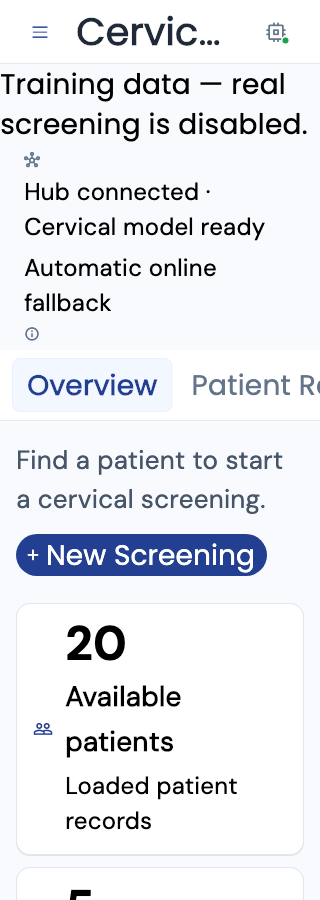 Cervic...
Training data — real
screening is disabled.
Hub connected ·
Cervical model ready
Automatic online
fallback
Overview
Patient Re
Find a patient to start
a cervical screening.
+ New Screening
20
Available
patients
Loaded patient
records